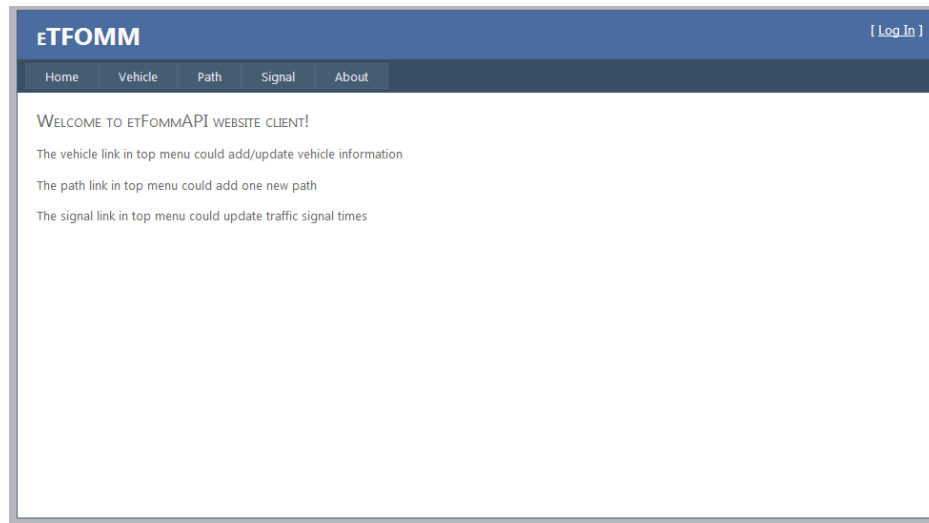 eTFOMM
[ Log In ]
Home Vehicle Path Signal About
Welcome to etFommAPI website client!
The vehicle link in top menu could add/update vehicle information
The path link in top menu could add one new path
The signal link in top menu could update traffic signal times